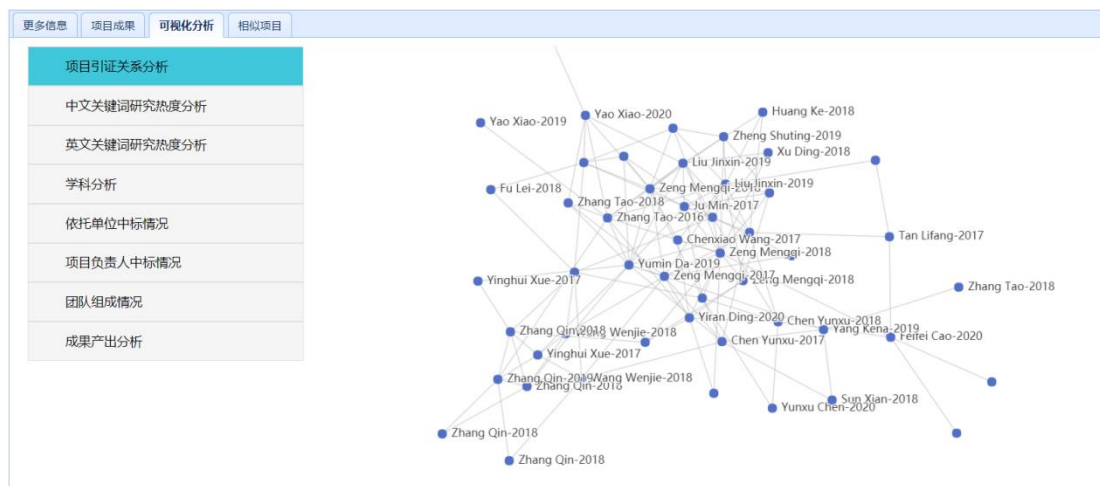 更多信息 项目成果 可视化分析 相似项目
项目引证关系分析
中文关键词研究热度分析
英文关键词研究热度分析
学科分析
依托单位中标情况
项目负责人中标情况
团队组成情况
成果产出分析
Huang Ke-2018
Yao Xiao-2020
Yao Xiao-2019
Zheng Shuting-2019
Xu Ding-2018
Liu Jinxin-2019
Liu Jinxin-2019
Fu Lei-2018
Zeng Mengqi-
Zhang Tao-2018
Ju Min-2017
Zhang Tao-2016
Tan Lifang-2017
Chenxiao Wang-2017
Zeng Mengqi-2018
Yumin Da-2019
Zeng Mengqi-2017
Zeng Mengqi-2018
Yinghui Xue-2017
Zhang Tao-2018
Yiran Ding-2020
Chen Yunxu-2018
Yang Kena-2019
Zhang Qin-2018
Wenjie-2018
Feifei Cao-2020
Chen Yunxu-2017
Yinghui Xue-2017
Zhang Qin-2019
Wang Wenjie-2018
Zhang Qin-2018
Sun Xian-2018
Yunxu Chen-2020
Zhang Qin-2018
Zhang Qin-2018